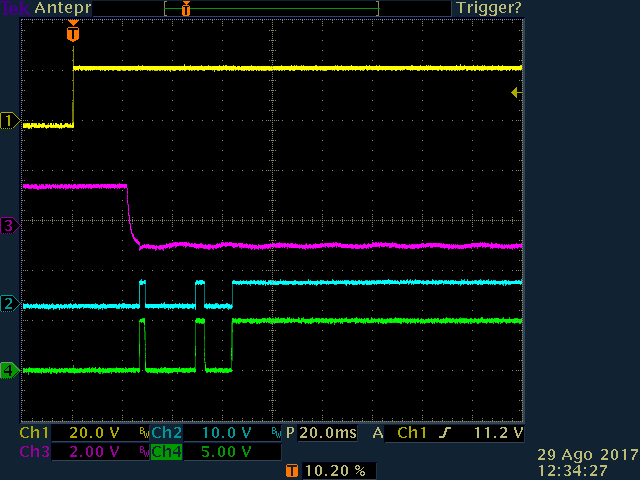 Tek Antepr Trigger?
T
T
1
3
2
4
Ch1 20.0 V BW Ch2 10.0 V BW P 20.0ms A Ch1 11.2 V
Ch3 2.00 V BW Ch4 5.00 V
T 10.20 %
29 Ago 2017
12:34:27